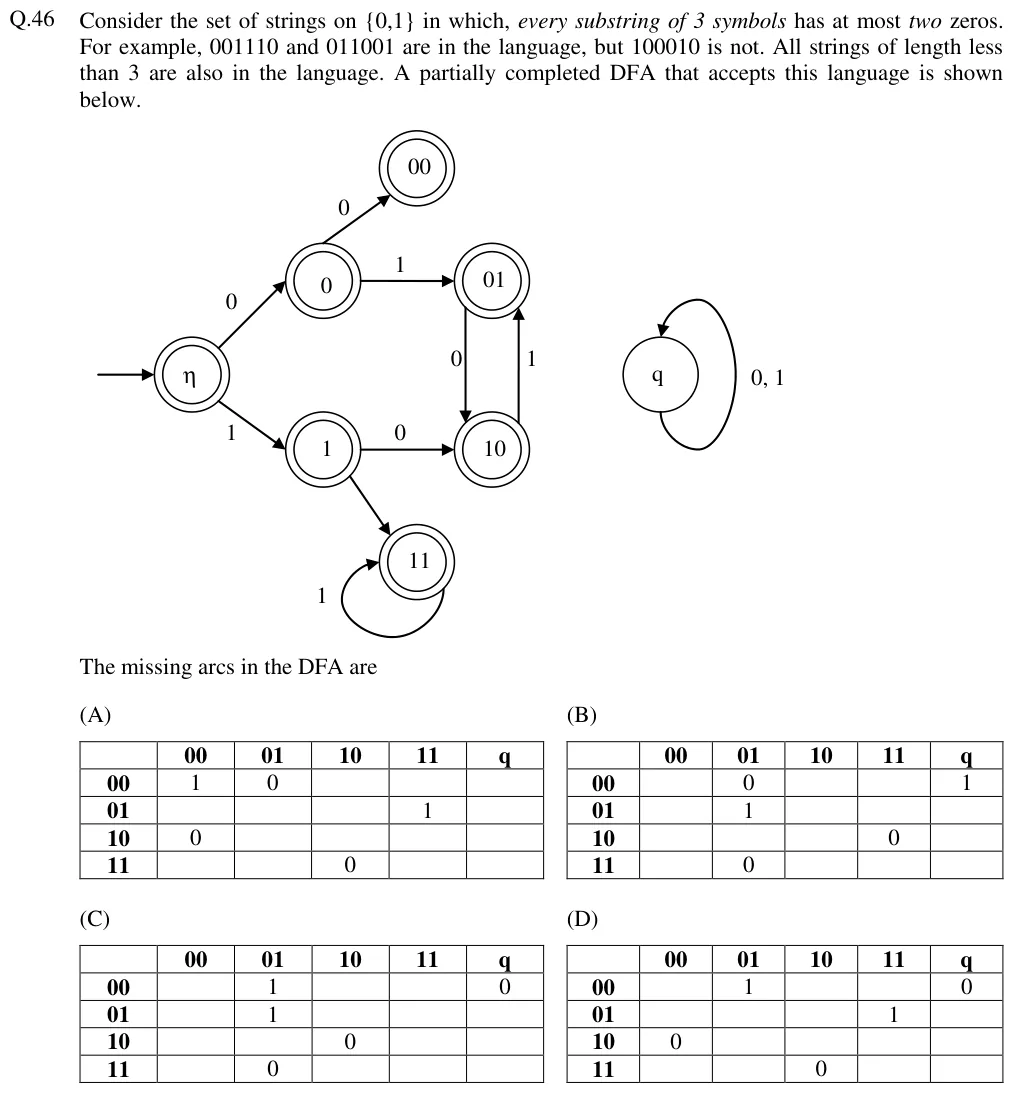 Q.46 Consider the set of strings on {0,1} in which, every substring of 3 symbols has at most two zeros.
For example, 001110 and 011001 are in the language, but 100010 is not. All strings of length less
than 3 are also in the language. A partially completed DFA that accepts this language is shown
below.
00
0
0
1
01
0
0
1
η
q
0, 1
1
1
0
10
11
1
The missing arcs in the DFA are
(A)
00 01 10 11 q
00 1 0
01 1
10 0
11 0
(B)
00 01 10 11 q
00 0 1
01 1
10 0
11 0
(C)
00 01 10 11 q
00 1 0
01 1
10 0
11 0
(D)
00 01 10 11 q
00 1 0
01 1
10 0
11 0